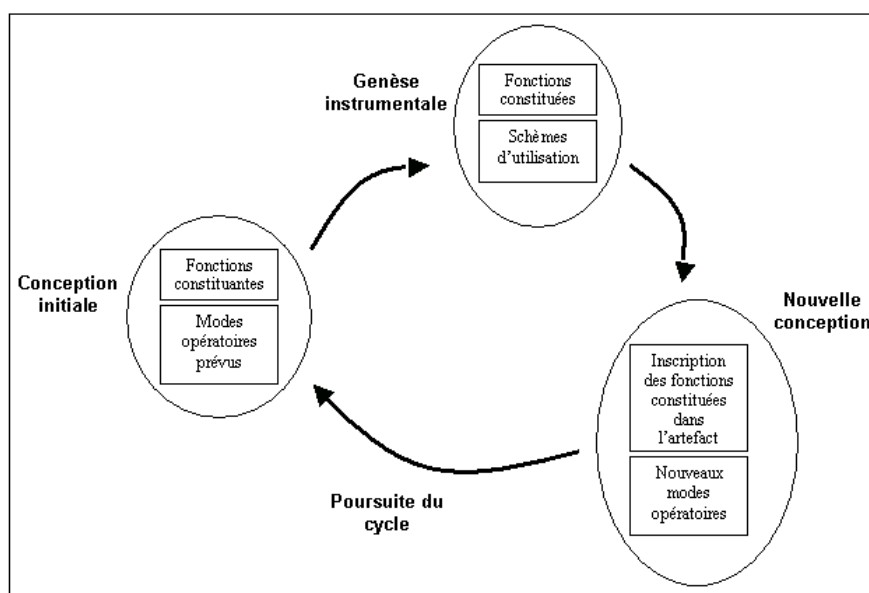 Genèse
instrumentale
Fonctions
constituées
Schèmes
d'utilisation
Conception
initiale
Fonctions
constituantes
Modes
opératoires
prévus
Nouvelle
conception
Inscription
des fonctions
constituées
dans
l'artefact
Nouveaux
modes
opératoires
Poursuite du
cycle